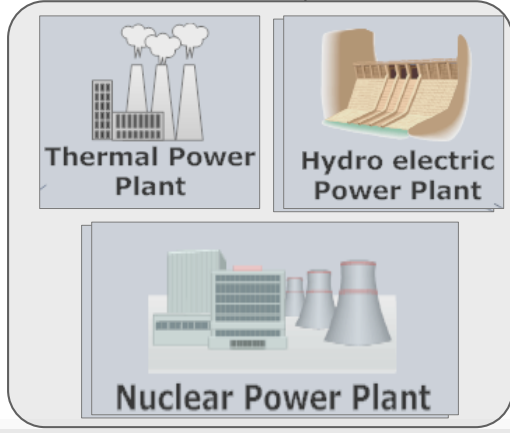 Thermal Power
Plant
Hydro electric
Power Plant
Nuclear Power Plant